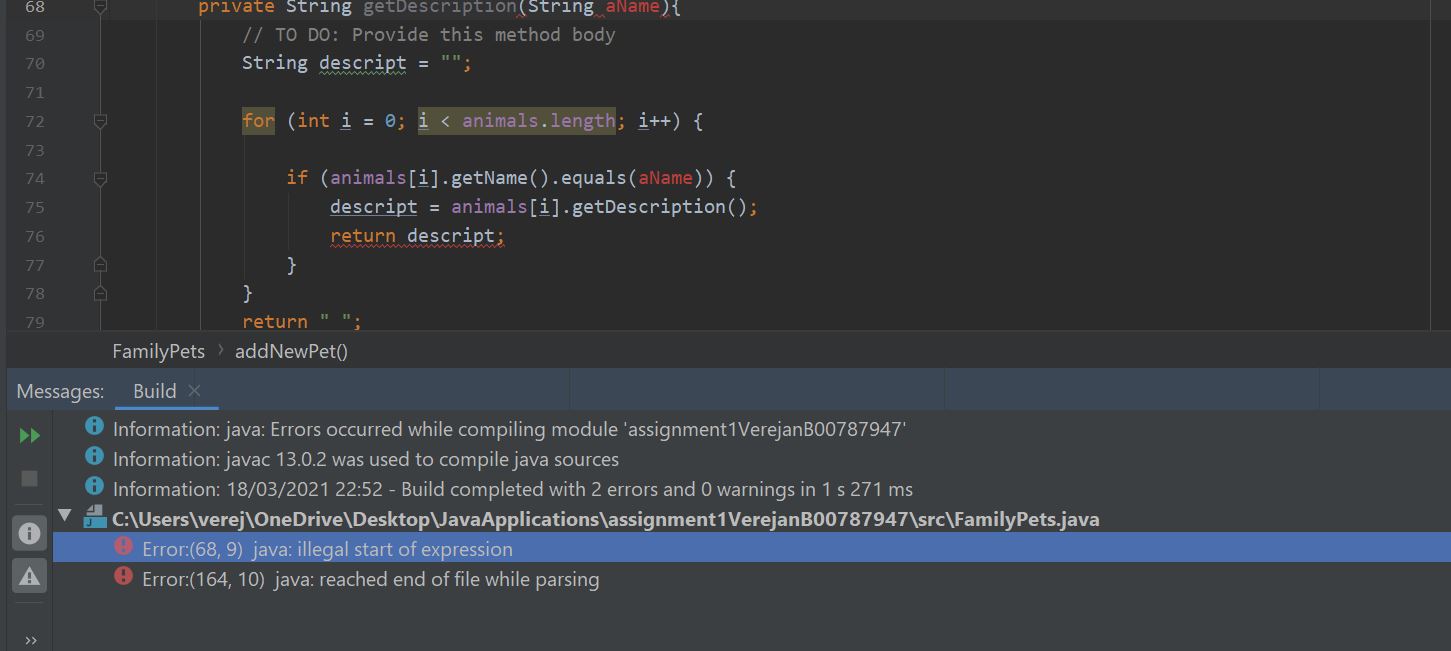 68 private String getDescription(String aName){
69 // TO DO: Provide this method body
70 String descript = "";
71
72 for (int i = 0; i < animals.length; i++) {
73
74 if (animals[i].getName().equals(aName)) {
75 descript = animals[i].getDescription();
76 return descript;
77 }
78 }
79 return " ";
FamilyPets › addNewPet()
Messages: Build ×
Information: java: Errors occurred while compiling module 'assignment1VerejanB00787947'
Information: javac 13.0.2 was used to compile java sources
Information: 18/03/2021 22:52 - Build completed with 2 errors and 0 warnings in 1 s 271 ms
C:\Users\verej\OneDrive\Desktop\JavaApplications\assignment1VerejanB00787947\src\FamilyPets.java
Error:(68, 9) java: illegal start of expression
Error:(164, 10) java: reached end of file while parsing